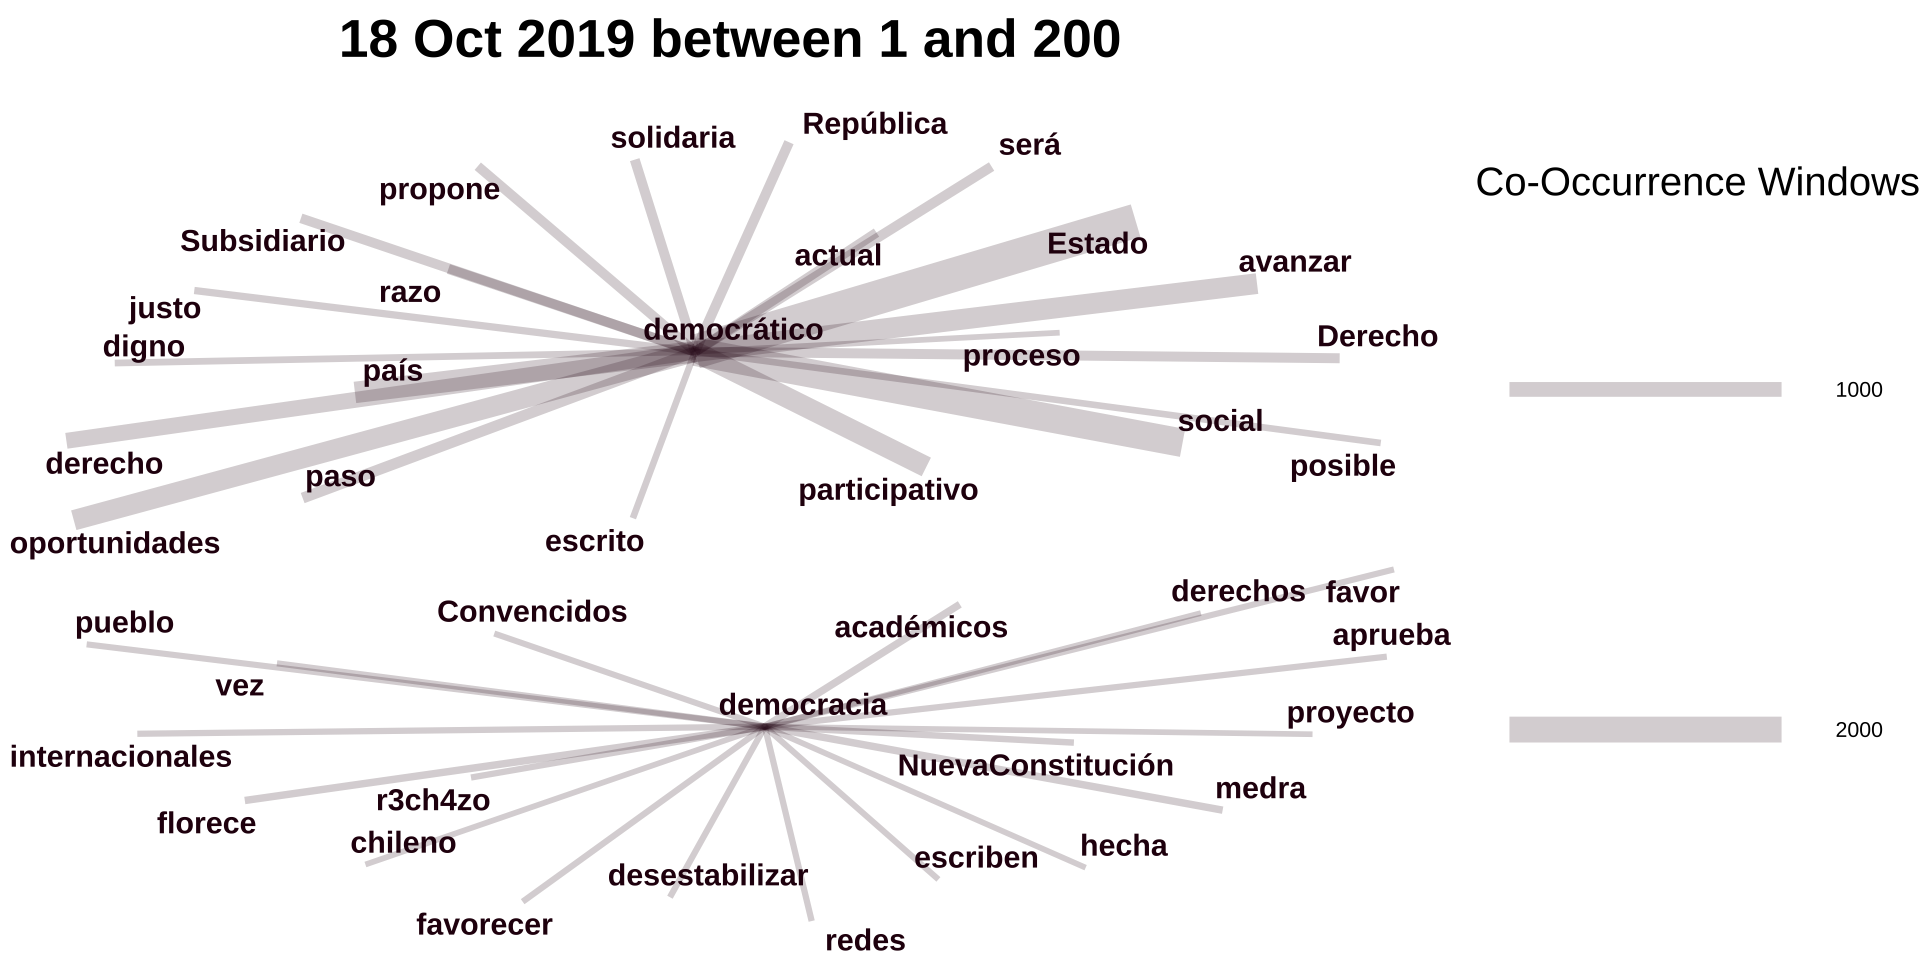 18 Oct 2019 between 1 and 200
República
solidaria
será
propone
Co-Occurrence Windows
Subsidiario
Estado
actual
avanzar
razo
justo
democrático
Derecho
digno
proceso
país
1000
social
derecho
posible
paso
participativo
escrito
oportunidades
derechos
favor
Convencidos
pueblo
académicos
aprueba
vez
democracia
proyecto
2000
internacionales
NuevaConstitución
medra
r3ch4zo
florece
chileno
hecha
escriben
desestabilizar
favorecer
redes